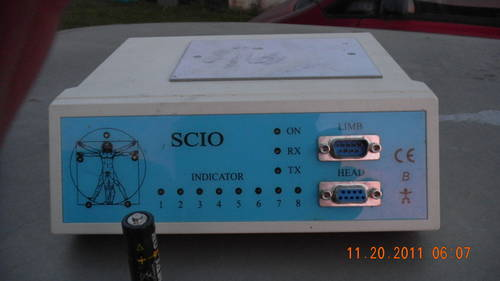 SCIO
ON
RX
TX
INDICATOR
1 2 3 4 5 6 7 8
LIMB
HEAD
CE
B
11.20.2011 06:07